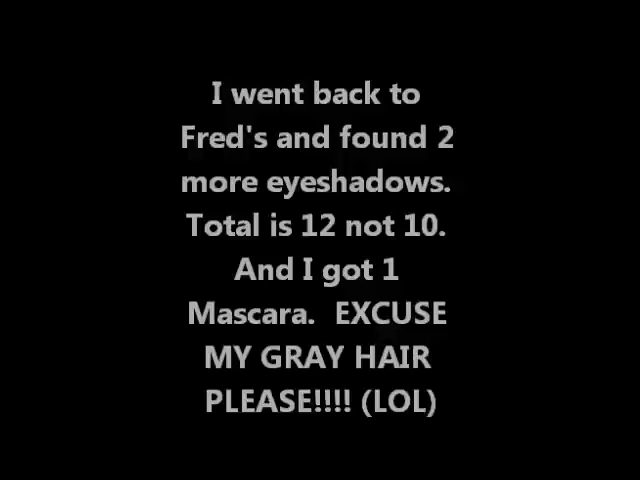 I went back to
Fred's and found 2
more eyeshadows.
Total is 12 not 10.
And I got 1
Mascara.  EXCUSE
MY GRAY HAIR
PLEASE!!!! (LOL)